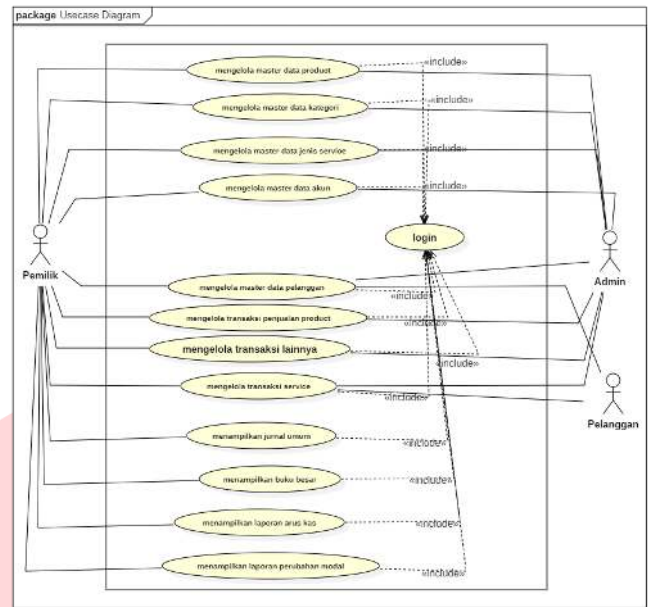 package Usecase Diagram
mengelola master data product
«include»
mengelola master data kategori
«include»
mengelola master data jenis service
«include»
mengelola master data akun
«include»
login
Pemilik
Admin
mengelola master data pelanggan
«include»
mengelola transaksi penjualan product
«include»
mengelola transaksi lainnya
«include»
mengelola transaksi service
«include»
Pelanggan
menampilkan jurnal umum
«include»
menampilkan buku besar
«include»
menampilkan laporan arus kas
«include»
menampilkan laporan perubahan modal
«include»